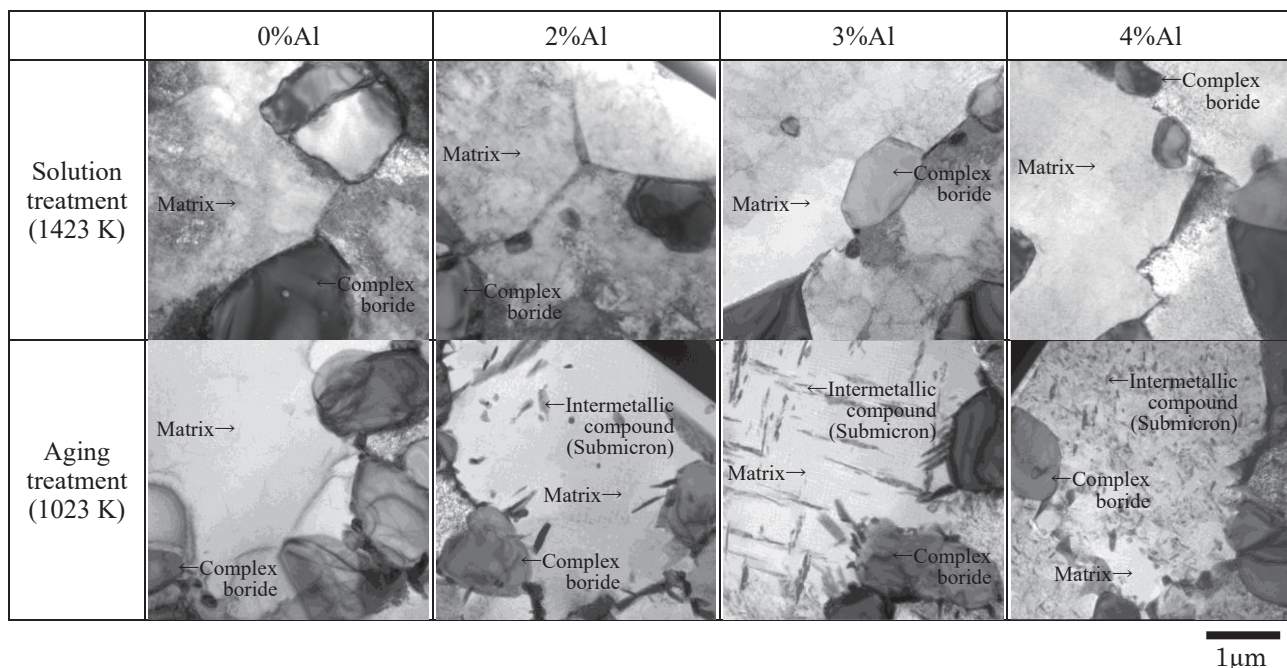 0%Al
2%Al
3%Al
4%Al
Solution
treatment
(1423 K)
Matrix→
←Complex
boride
Matrix→
←Complex
boride
Matrix→
←Complex
boride
←Complex
boride
Matrix→
Aging
treatment
(1023 K)
Matrix→
←Complex
boride
←Intermetallic
compound
(Submicron)
Matrix→
←Complex
boride
←Intermetallic
compound
(Submicron)
Matrix→
←Complex
boride
←Intermetallic
compound
(Submicron)
←Complex
boride
Matrix→
1μm